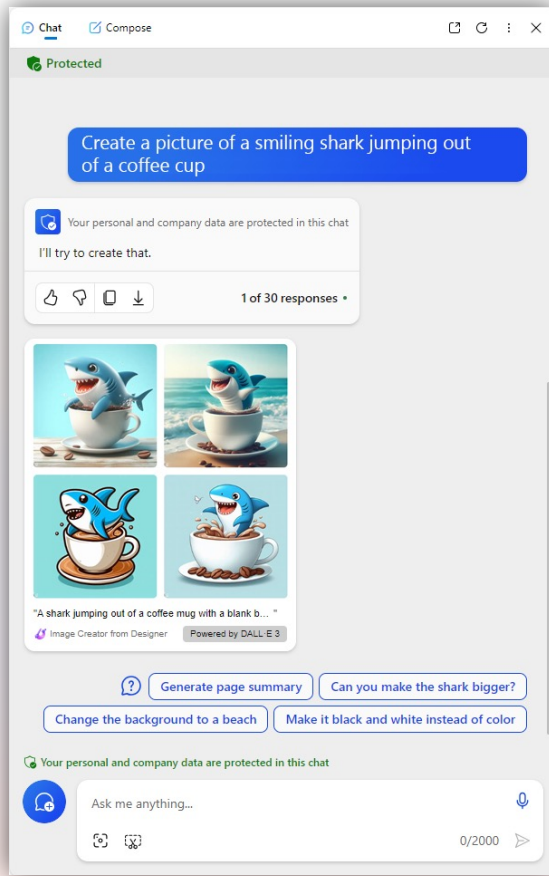 Chat Compose
Protected
Create a picture of a smiling shark jumping out
of a coffee cup
Your personal and company data are protected in this chat
I'll try to create that.
1 of 30 responses
"A shark jumping out of a coffee mug with a blank b... "
Image Creator from Designer Powered by DALL·E 3
Generate page summary Can you make the shark bigger?
Change the background to a beach Make it black and white instead of color
Your personal and company data are protected in this chat
Ask me anything...
0/2000